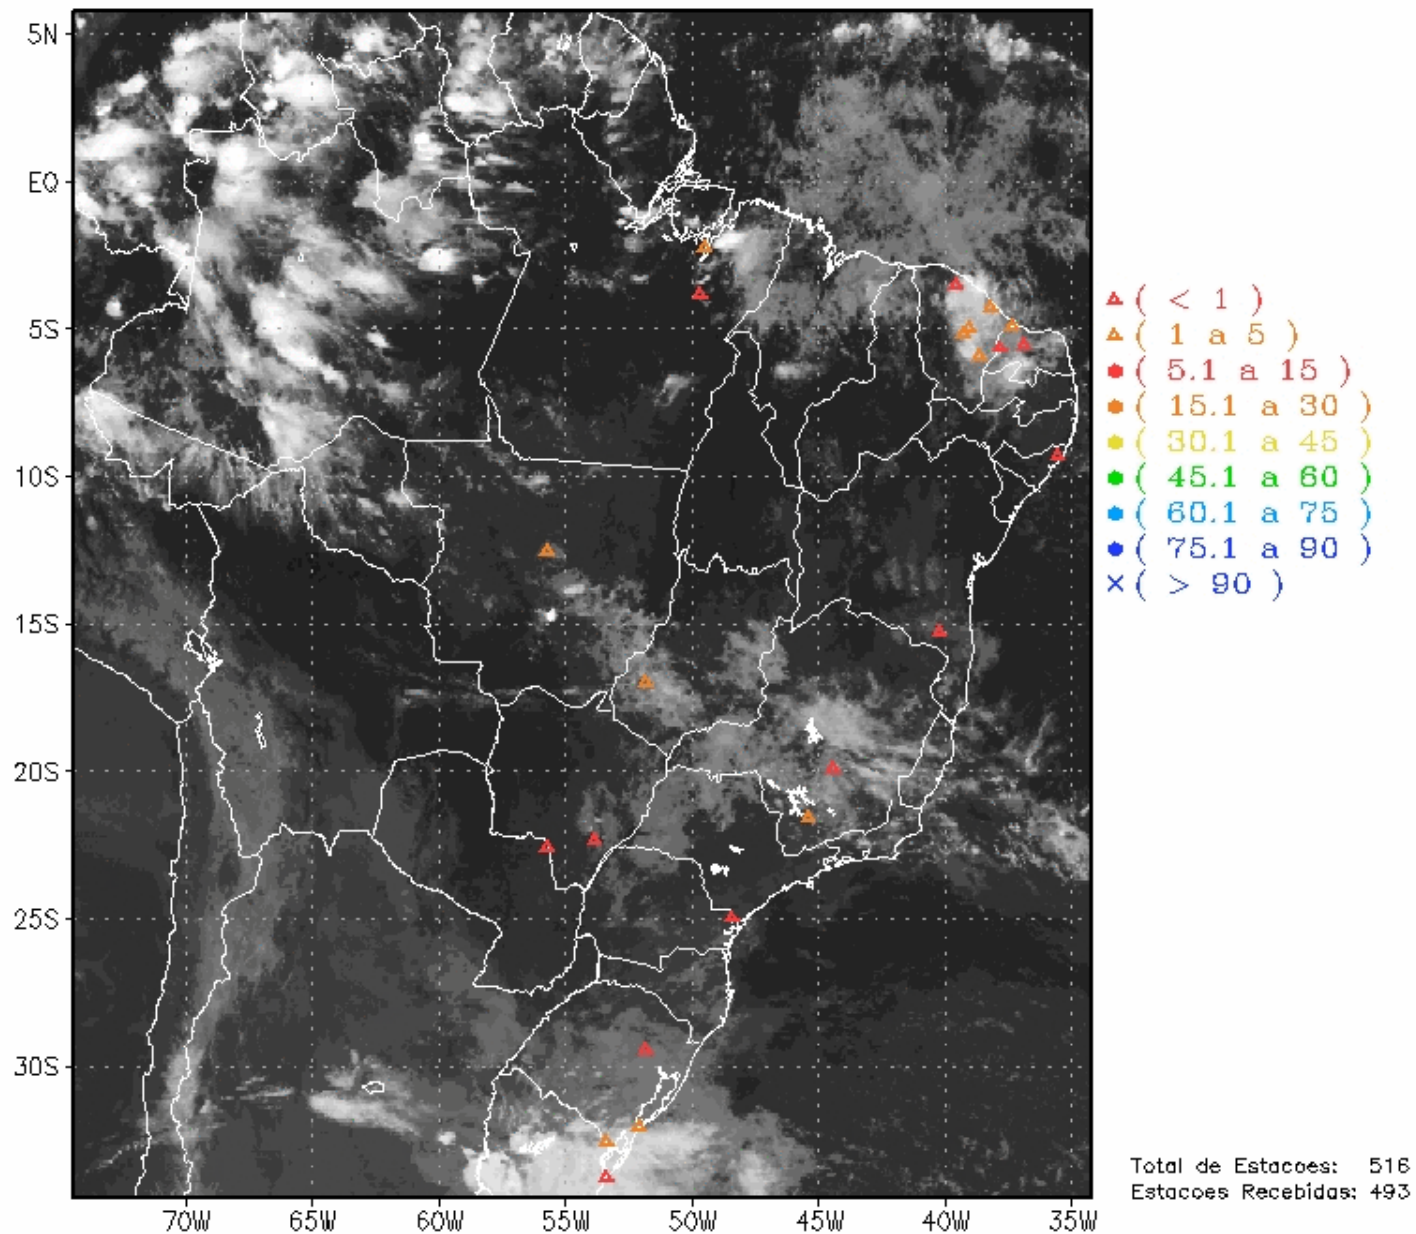 5N
EQ
5S
10S
15S
20S
25S
30S
70W 65W 60W 55W 50W 45W 40W 35W
( < 1 )
( 1 a 5 )
( 5.1 a 15 )
( 15.1 a 30 )
( 30.1 a 45 )
( 45.1 a 60 )
( 60.1 a 75 )
( 75.1 a 90 )
( > 90 )
Total de Estacoes: 516
Estacoes Recebidas: 493